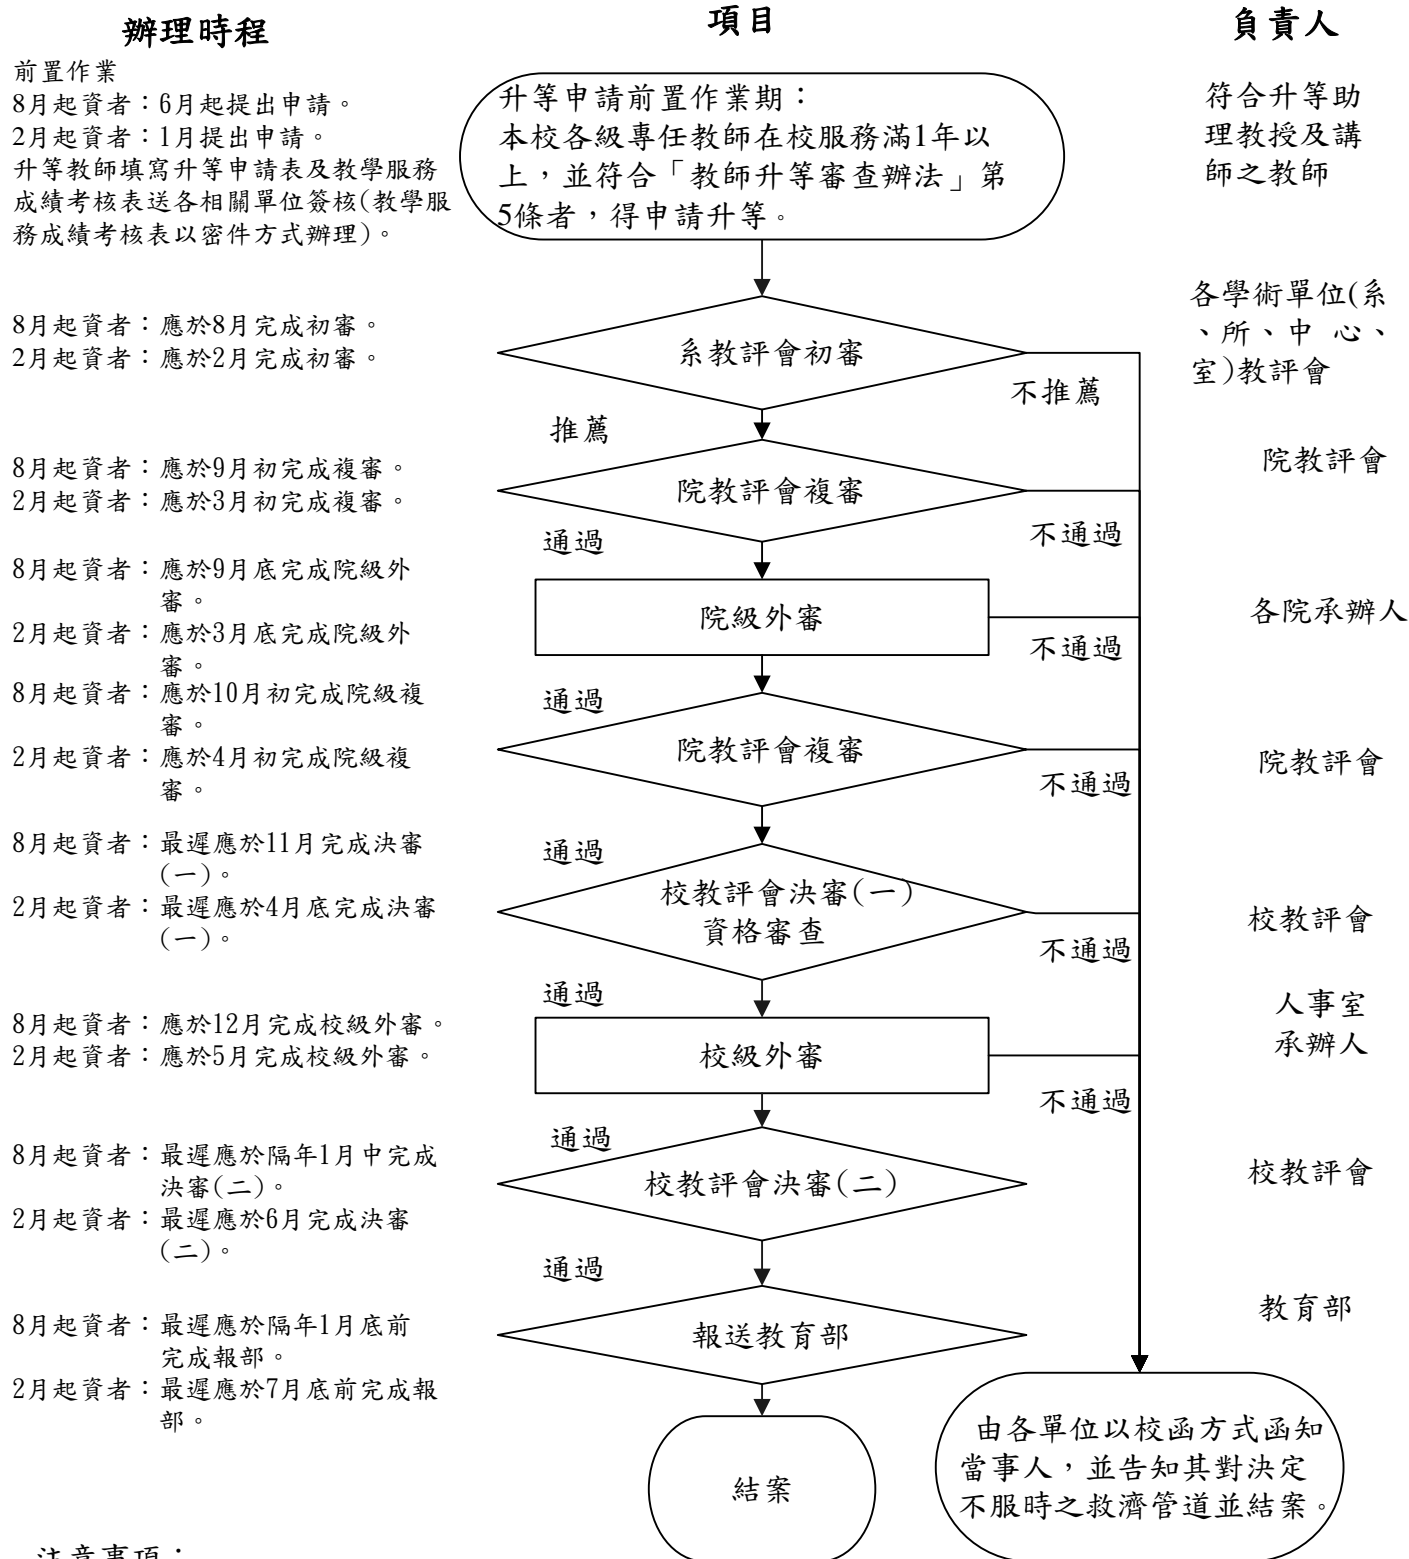 辦理時程
項目
負責人
前置作業
8月起資者：6月起提出申請。
2月起資者：1月提出申請。
升等教師填寫升等申請表及教學服務
成績考核表送各相關單位簽核(教學服
務成績考核表以密件方式辦理)。
升等申請前置作業期：
本校各級專任教師在校服務滿1年以
上，並符合「教師升等審查辦法」第
5條者，得申請升等。
符合升等助
理教授及講
師之教師
8月起資者：應於8月完成初審。
2月起資者：應於2月完成初審。
系教評會初審
不推薦
推薦
各學術單位(系
、所、中 心、
室)教評會
8月起資者：應於9月初完成複審。
2月起資者：應於3月初完成複審。
院教評會複審
不通過
通過
院教評會
8月起資者：應於9月底完成院級外
審。
2月起資者：應於3月底完成院級外
審。
院級外審
不通過
通過
各院承辦人
8月起資者：應於10月初完成院級複
審。
2月起資者：應於4月初完成院級複
審。
院教評會複審
不通過
通過
院教評會
8月起資者：最遲應於11月完成決審
(一)。
2月起資者：最遲應於4月底完成決審
(一)。
校教評會決審(一)
資格審查
不通過
通過
校教評會
8月起資者：應於12月完成校級外審。
2月起資者：應於5月完成校級外審。
校級外審
不通過
通過
人事室
承辦人
8月起資者：最遲應於隔年1月中完成
決審(二)。
2月起資者：最遲應於6月完成決審
(二)。
校教評會決審(二)
通過
校教評會
8月起資者：最遲應於隔年1月底前
完成報部。
2月起資者：最遲應於7月底前完成報
部。
報送教育部
教育部
結案
由各單位以校函方式函知
當事人，並告知其對決定
不服時之救濟管道並結案。
注意事項：